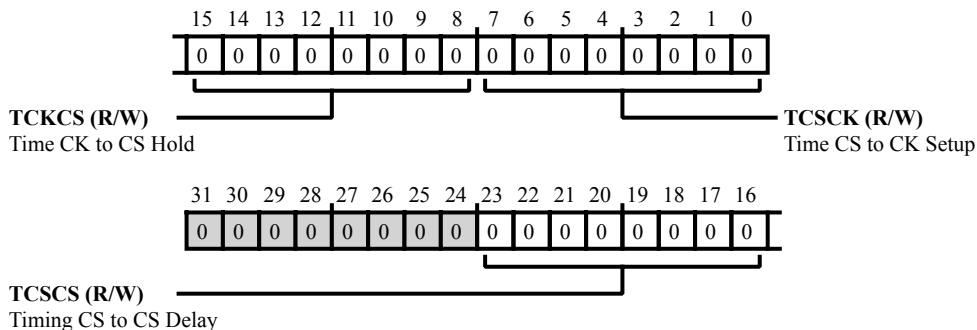 15 14 13 12 11 10 9 8 7 6 5 4 3 2 1 0
0 0 0 0 0 0 0 0 0 0 0 0 0 0 0 0
TCKCS (R/W)
Time CK to CS Hold
TCSCK (R/W)
Time CS to CK Setup
31 30 29 28 27 26 25 24 23 22 21 20 19 18 17 16
0 0 0 0 0 0 0 0 0 0 0 0 0 0 0 0
TCSCS (R/W)
Timing CS to CS Delay